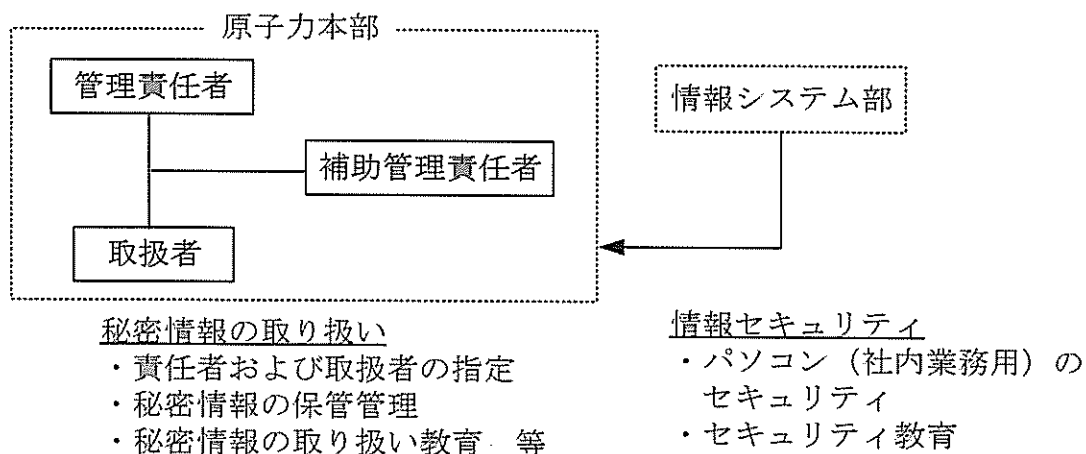 原子力本部
管理責任者
補助管理責任者
取扱者
情報システム部
秘密情報の取り扱い
・責任者および取扱者の指定
・秘密情報の保管管理
・秘密情報の取り扱い教育 等
情報セキュリティ
・パソコン（社内業務用）の
セキュリティ
・セキュリティ教育